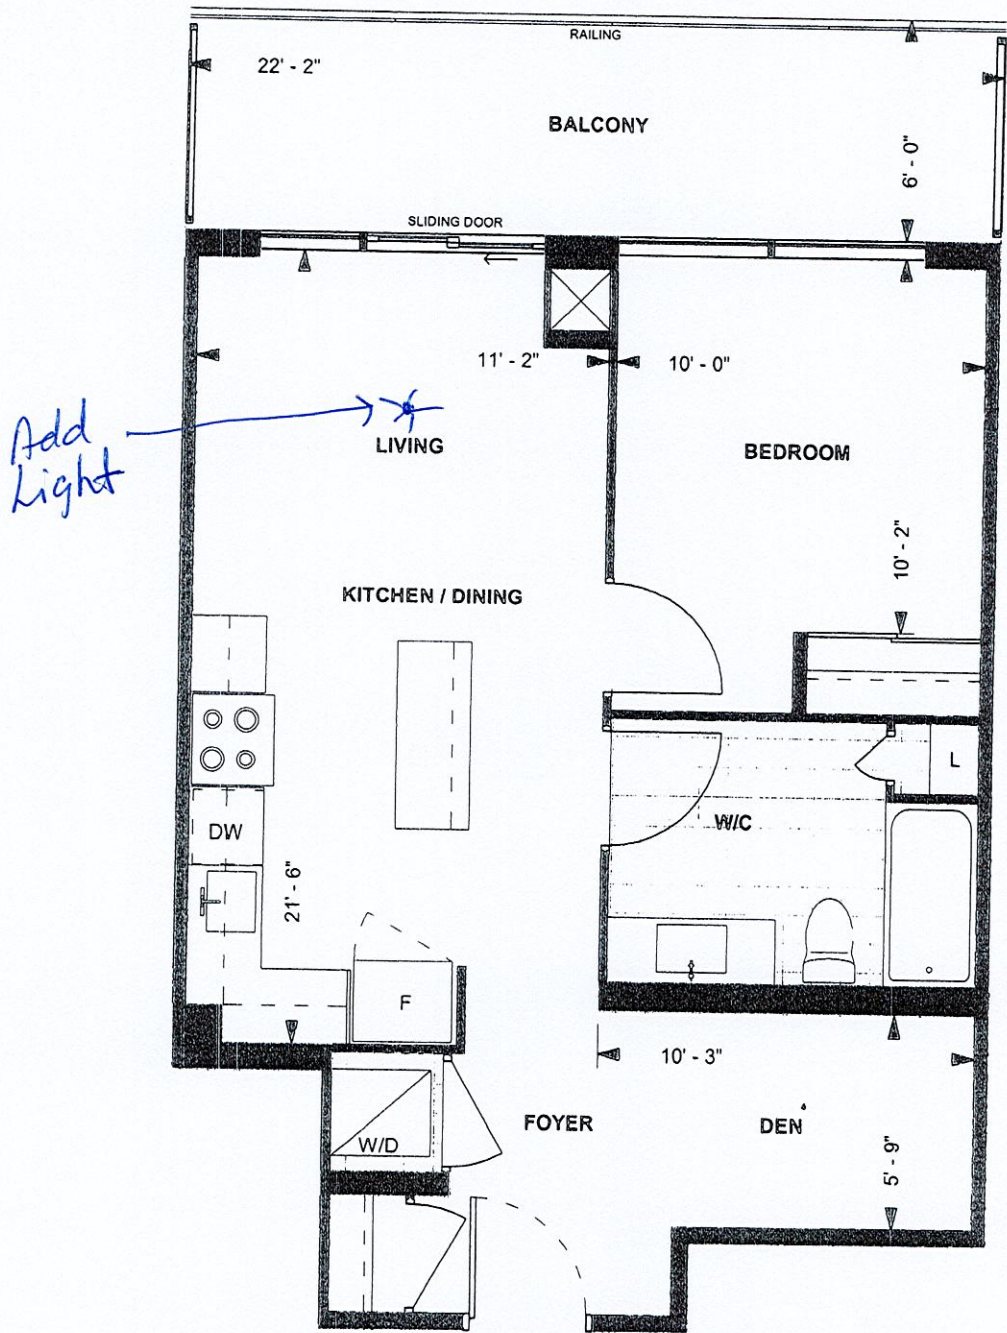 RAILING
22' - 2"
BALCONY
6' - 0"
SLIDING DOOR
11' - 2"
10' - 0"
Add
Light
LIVING
BEDROOM
10' - 2"
KITCHEN / DINING
L
W/C
DW
21' - 6"
F
10' - 3"
FOYER
DEN
W/D
5' - 9"